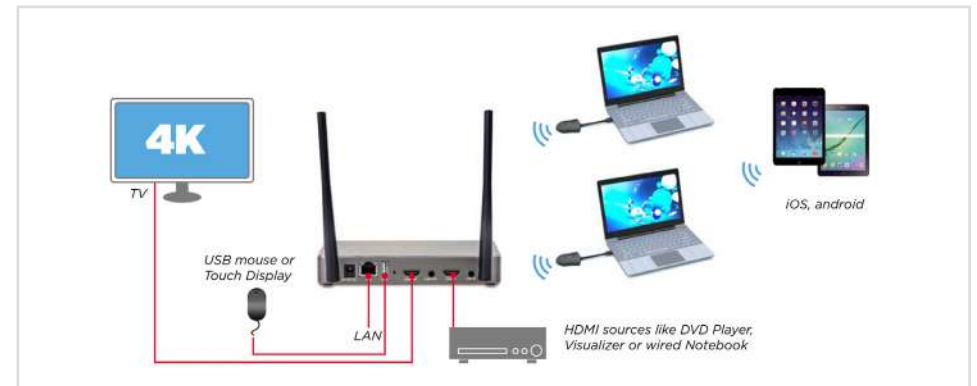 4K
TV
iOS, android
USB mouse or
Touch Display
LAN
HDMI sources like DVD Player,
Visualizer or wired Notebook